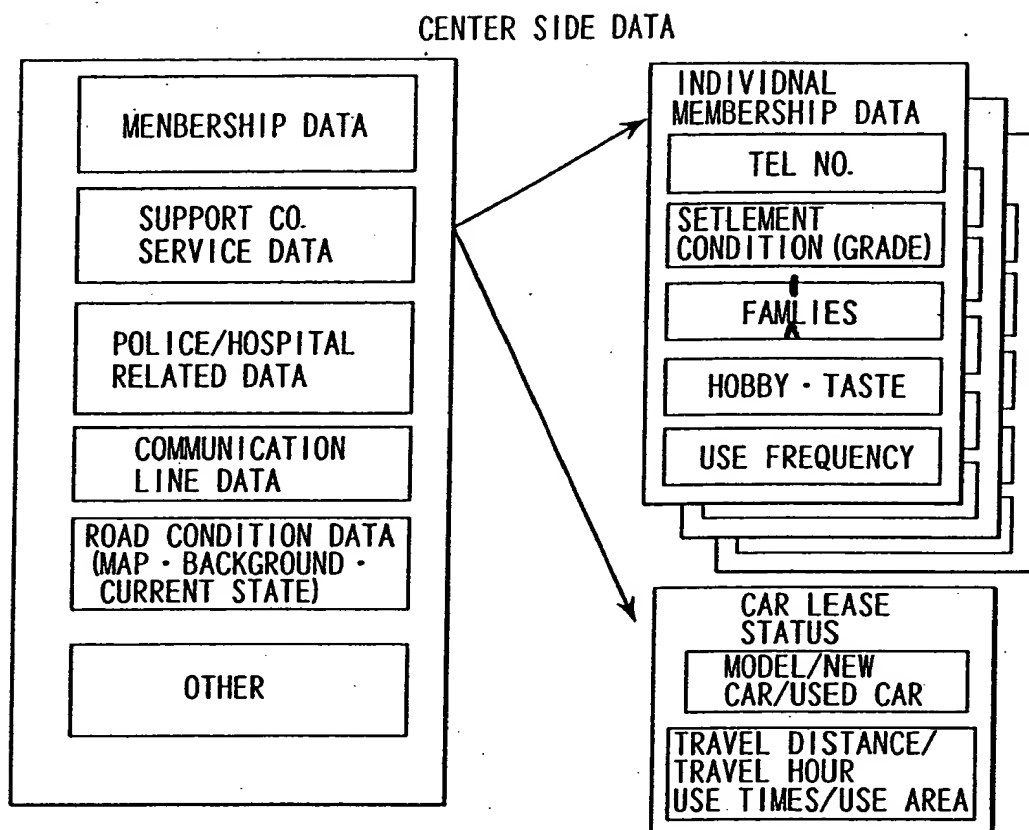 CENTER SIDE DATA
MENBERSHIP DATA
SUPPORT CO.
SERVICE DATA
POLICE/HOSPITAL
RELATED DATA
COMMUNICATION
LINE DATA
ROAD CONDITION DATA
(MAP・BACKGROUND・
CURRENT STATE)
OTHER
INDIVIDNAL
MEMBERSHIP DATA
TEL NO.
SETLEMENT
CONDITION (GRADE)
FAMLIES
HOBBY・TASTE
USE FREQUENCY
CAR LEASE
STATUS
MODEL/NEW
CAR/USED CAR
TRAVEL DISTANCE/
TRAVEL HOUR
USE TIMES/USE AREA